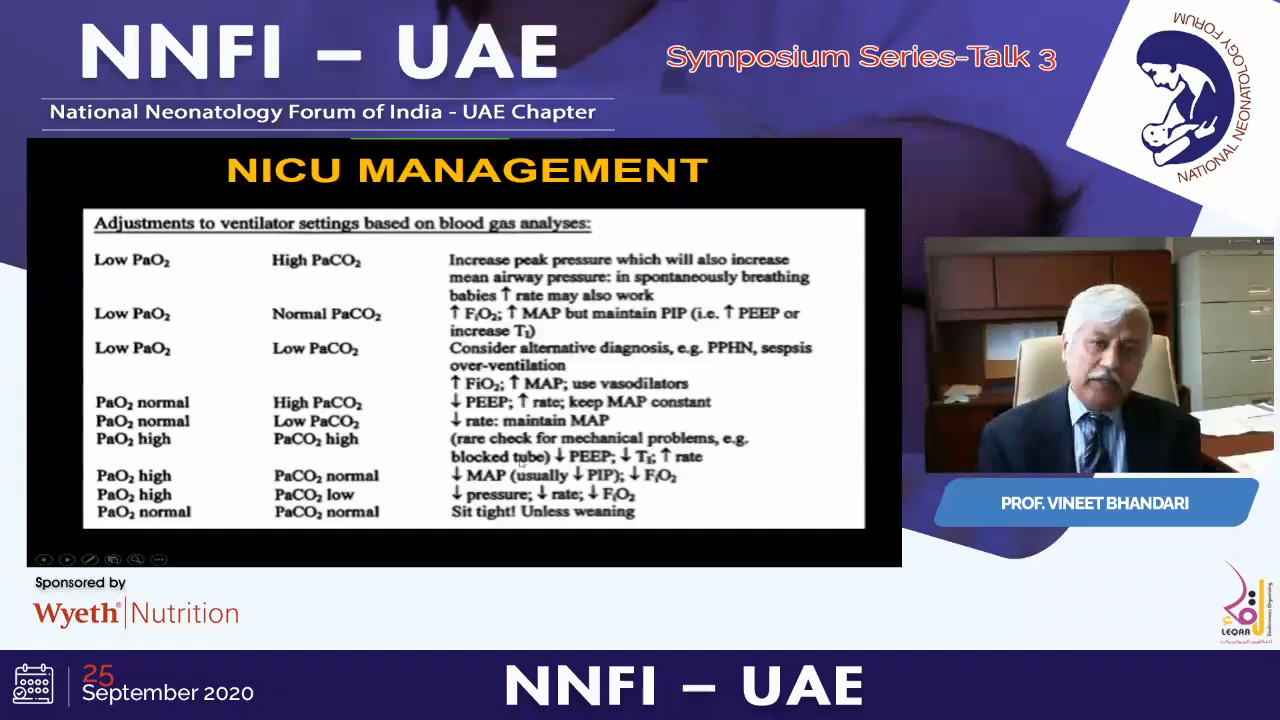 NNFI – UAE
National Neonatology Forum of India - UAE Chapter
Symposium Series-Talk 3
NATIONAL NEONATOLOGY FORUM
NICU MANAGEMENT
Adjustments to ventilator settings based on blood gas analyses:
Low PaO₂ High PaCO₂ Increase peak pressure which will also increase
mean airway pressure: in spontaneously breathing
babies ↑ rate may also work
Low PaO₂ Normal PaCO₂ ↑ FᵢO₂; ↑ MAP but maintain PIP (i.e. ↑ PEEP or
increase Tᵢ)
Low PaO₂ Low PaCO₂ Consider alternative diagnosis, e.g. PPHN, sespsis
over-ventilation
↑ FiO₂; ↑ MAP; use vasodilators
PaO₂ normal High PaCO₂ ↓ PEEP; ↑ rate; keep MAP constant
PaO₂ normal Low PaCO₂ ↓ rate: maintain MAP
PaO₂ high PaCO₂ high (rare check for mechanical problems, e.g.
blocked tube) ↓ PEEP; ↓ Tᵢ; ↑ rate
PaO₂ high PaCO₂ normal ↓ MAP (usually ↓ PIP); ↓ FᵢO₂
PaO₂ high PaCO₂ low ↓ pressure; ↓ rate; ↓ FᵢO₂
PaO₂ normal PaCO₂ normal Sit tight! Unless weaning
PROF. VINEET BHANDARI
Sponsored by
Wyeth® Nutrition
LEQAA
25
September 2020
NNFI – UAE